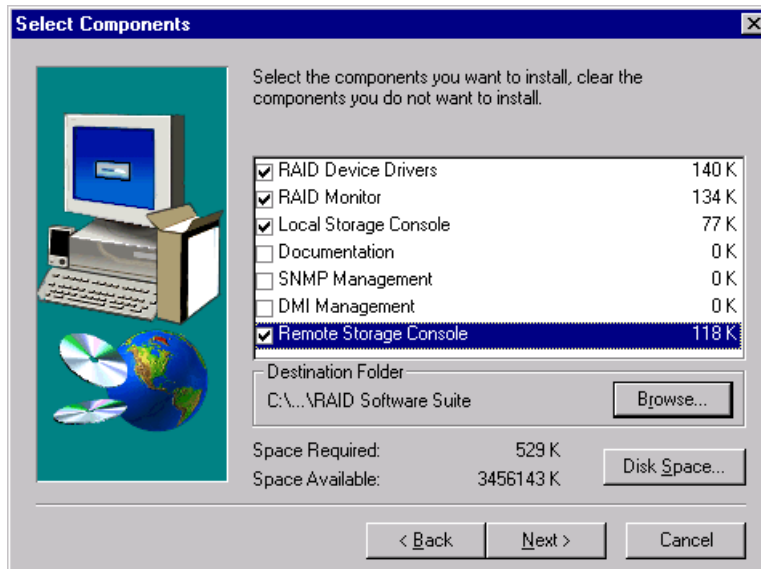 Select Components
Select the components you want to install, clear the
components you do not want to install.
RAID Device Drivers 140 K
RAID Monitor 134 K
Local Storage Console 77 K
Documentation 0 K
SNMP Management 0 K
DMI Management 0 K
Remote Storage Console 118 K
Destination Folder
C:\...\RAID Software Suite Browse...
Space Required: 529 K
Space Available: 3456143 K Disk Space...
< Back Next > Cancel